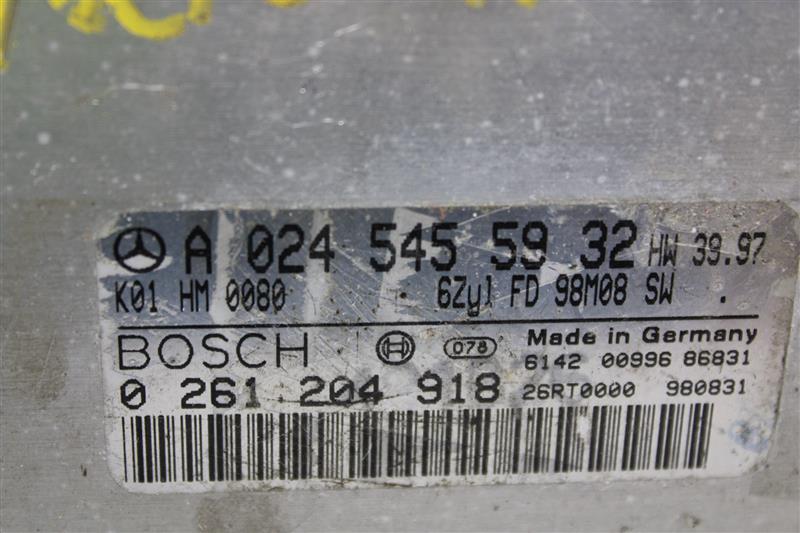 A 024 545 59 32 HW 39.97
K01 HM 0080 6Zyl FD 98M08 SW .
BOSCH 078 Made in Germany
6142 00996 86831
0 261 204 918 26RT0000 980831